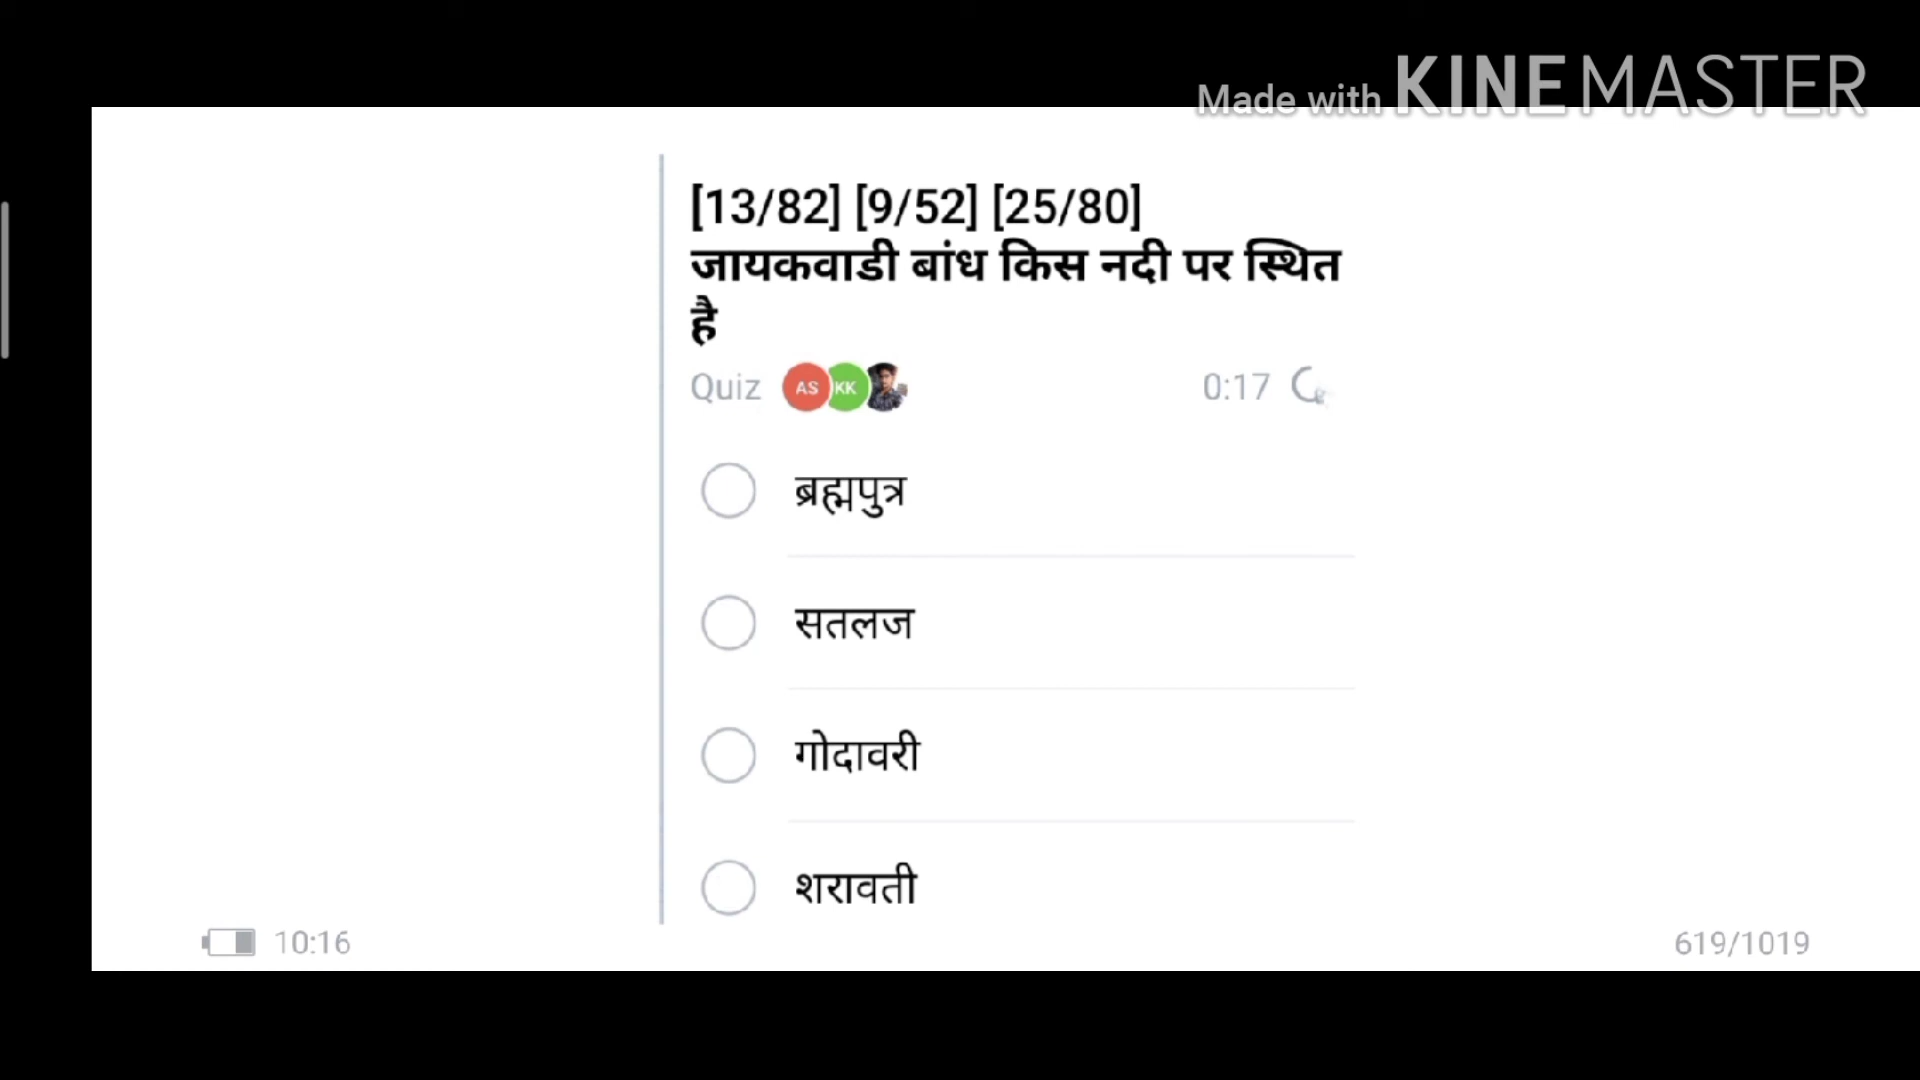 Made with KINEMASTER
[13/82] [9/52] [25/80]
जायकवाडी बांध किस नदी पर स्थित
है
Quiz AS KK 0:17
ब्रह्मपुत्र
सतलज
गोदावरी
शरावती
10:16 619/1019